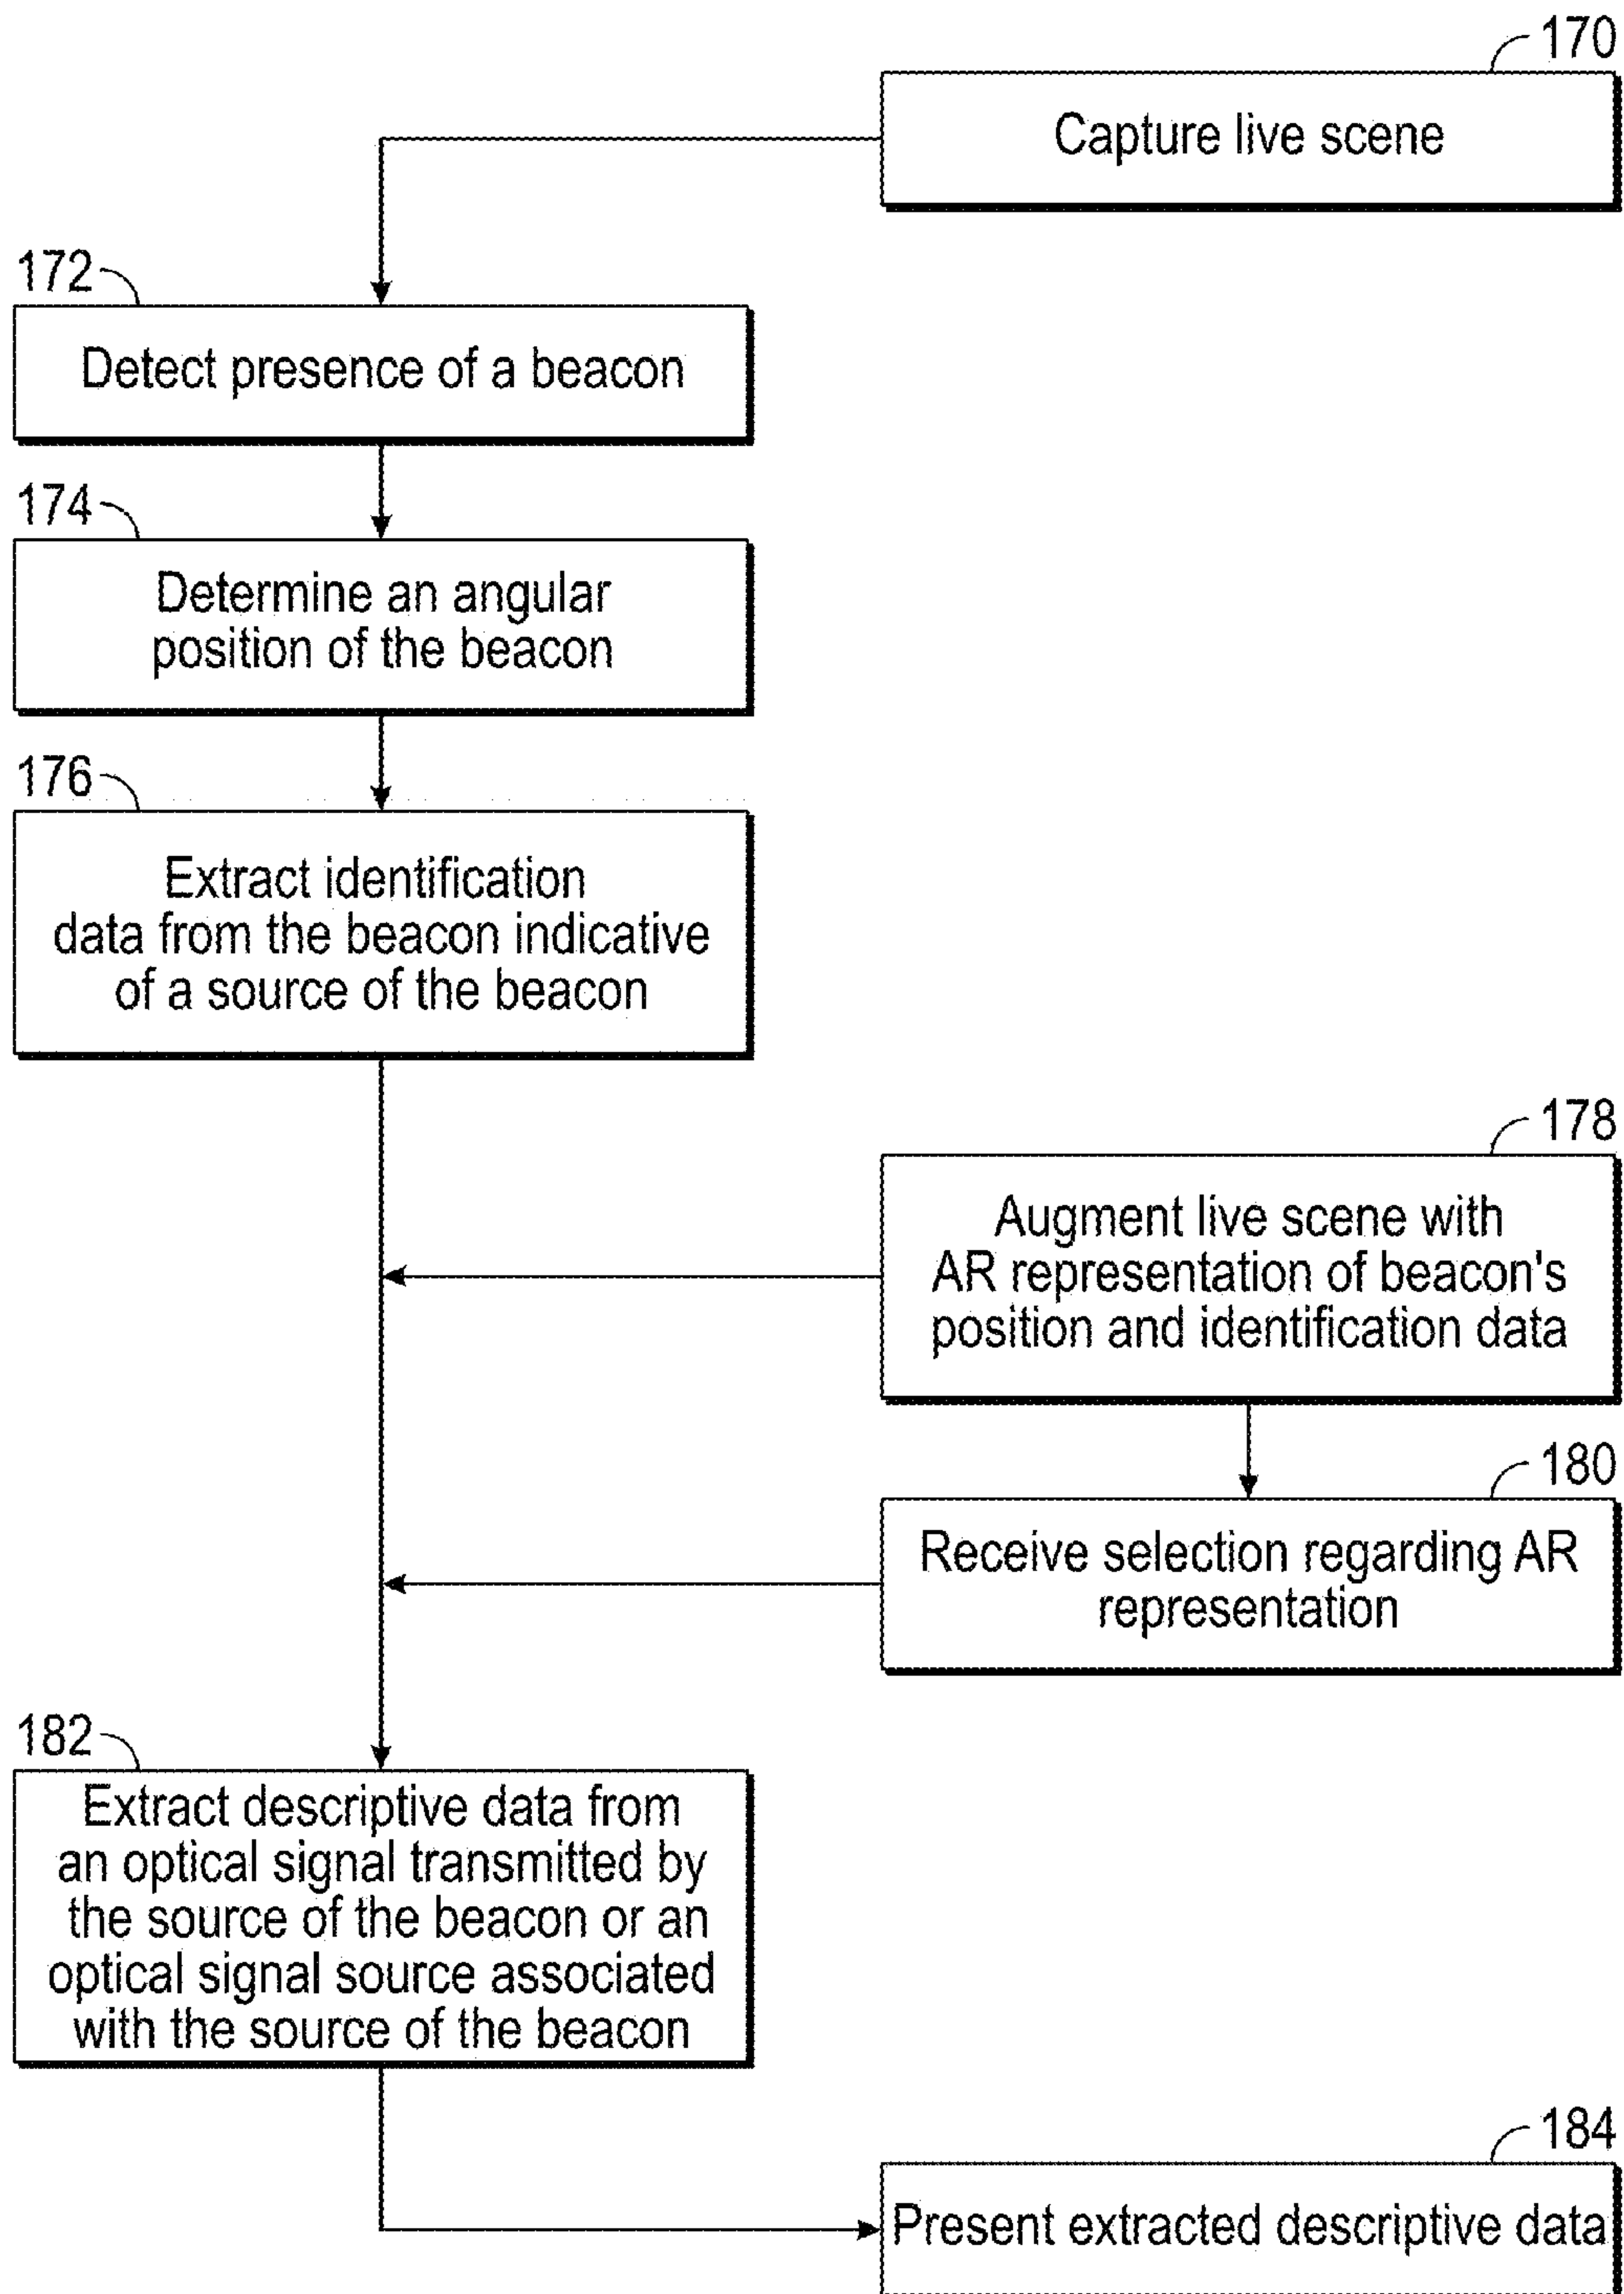 170
Capture live scene
172
Detect presence of a beacon
174
Determine an angular
position of the beacon
176
Extract identification
data from the beacon indicative
of a source of the beacon
178
Augment live scene with
AR representation of beacon's
position and identification data
180
Receive selection regarding AR
representation
182
Extract descriptive data from
an optical signal transmitted by
the source of the beacon or an
optical signal source associated
with the source of the beacon
184
Present extracted descriptive data